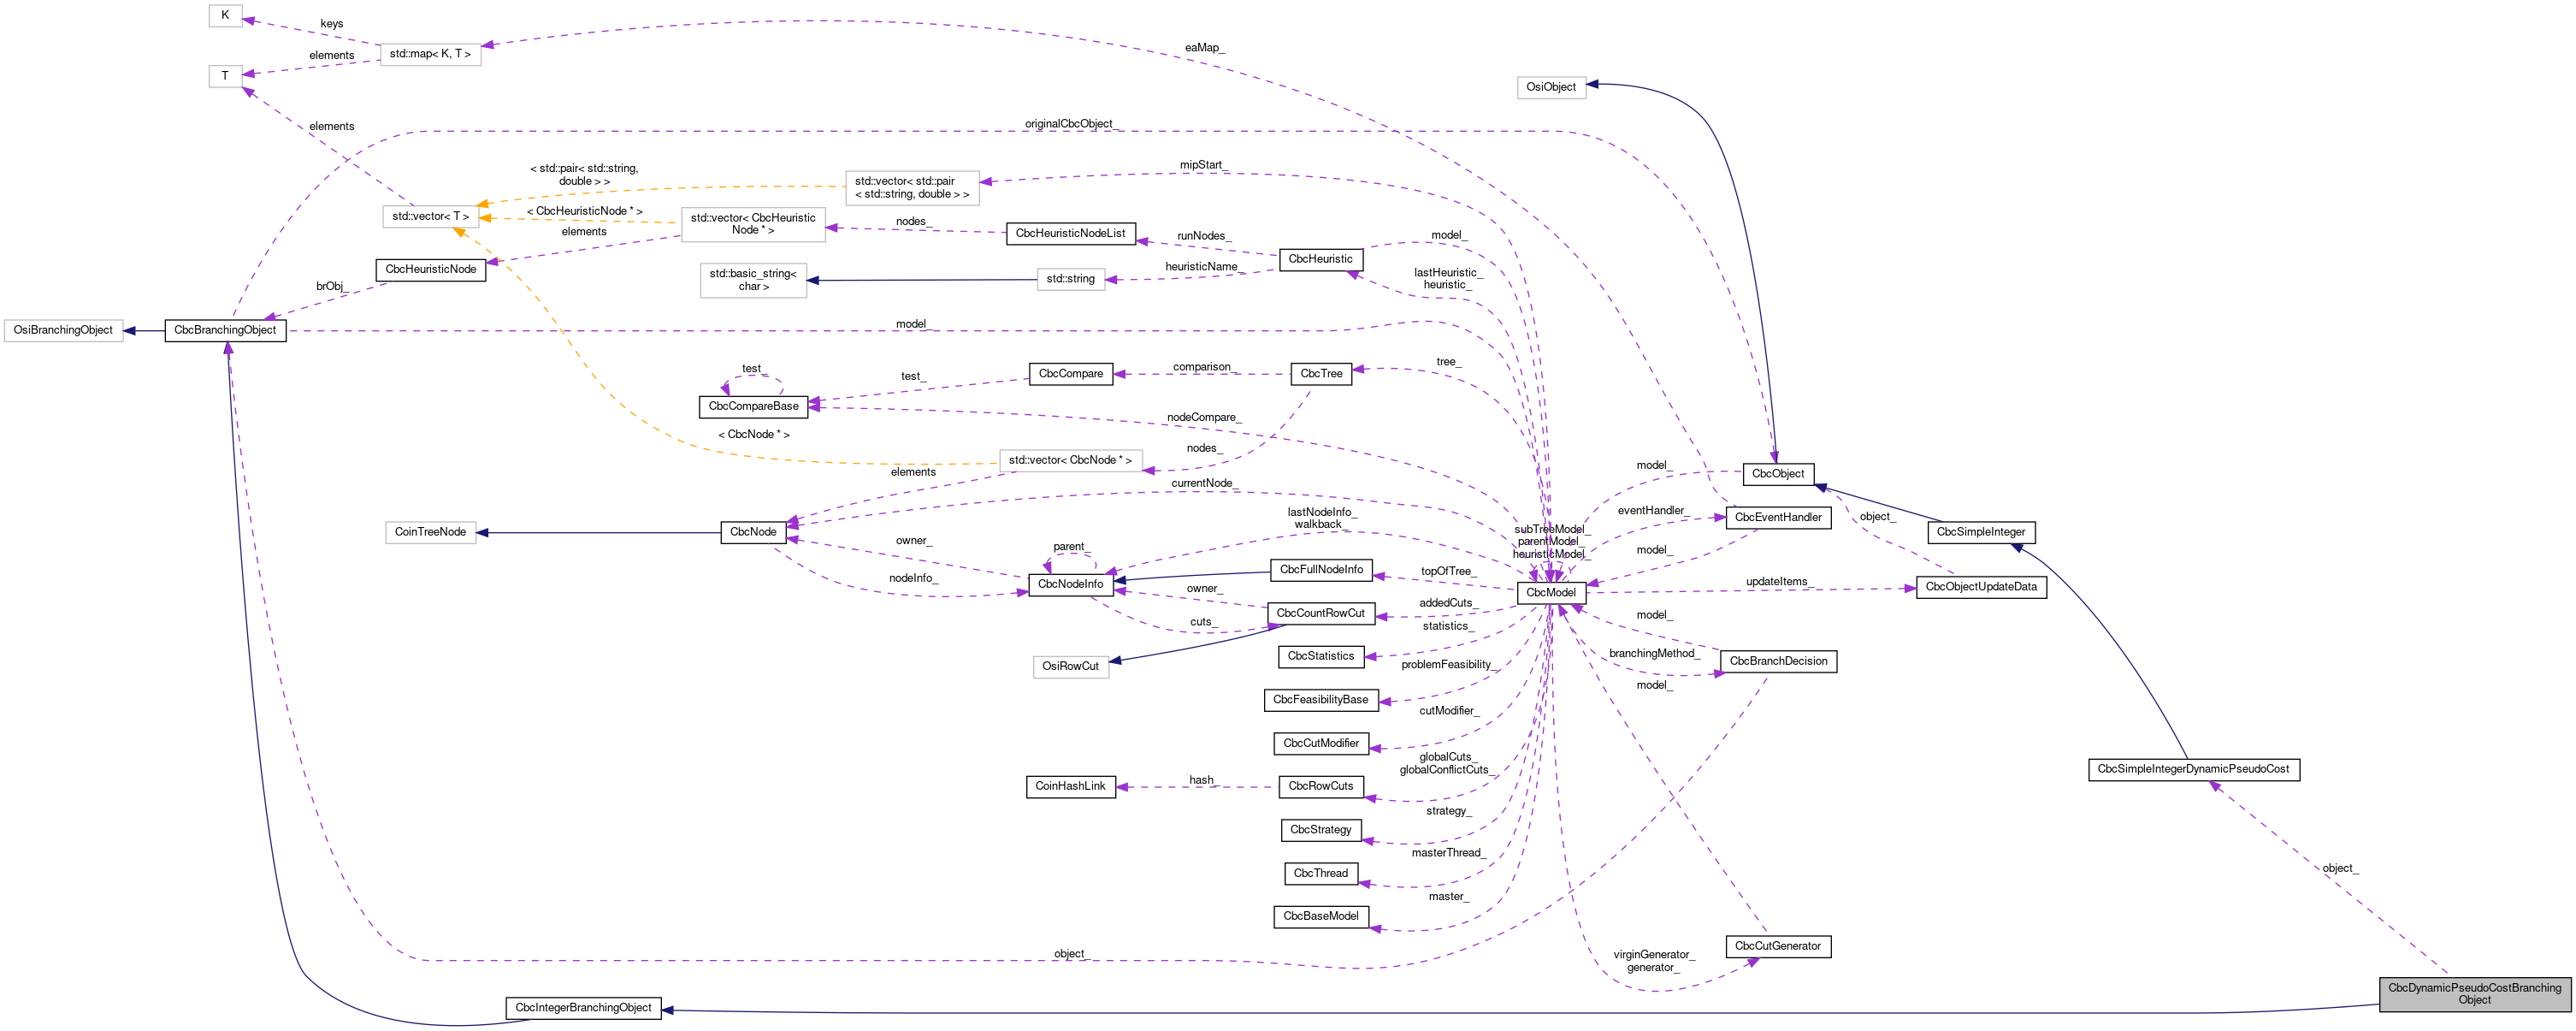 K
keys
std::map< K, T >
elements
T
eaMap_
OsiObject
elements
originalCbcObject_
< std::pair< std::string,
double > >
std::vector< std::pair
< std::string, double > >
mipStart_
std::vector< T >
< CbcHeuristicNode * >
std::vector< CbcHeuristic
Node * >
nodes_
CbcHeuristicNodeList
runNodes_
model_
elements
CbcHeuristicNode
CbcHeuristic
std::basic_string<
char >
std::string
heuristicName_
lastHeuristic_
heuristic_
brObj_
OsiBranchingObject
CbcBranchingObject
model_
test_
CbcCompareBase
test_
CbcCompare
comparison_
CbcTree
tree_
nodeCompare_
< CbcNode * >
std::vector< CbcNode * >
nodes_
elements
currentNode_
model_
CbcObject
CoinTreeNode
CbcNode
owner_
nodeInfo_
parent_
CbcNodeInfo
lastNodeInfo_
walkback_
subTreeModel_
parentModel_
heuristicModel_
eventHandler_
CbcEventHandler
object_
CbcSimpleInteger
model_
CbcFullNodeInfo
topOfTree_
CbcModel
updateItems_
CbcObjectUpdateData
owner_
CbcCountRowCut
addedCuts_
cuts_
statistics_
model_
OsiRowCut
CbcStatistics
branchingMethod_
CbcBranchDecision
problemFeasibility_
CbcFeasibilityBase
model_
cutModifier_
CbcCutModifier
globalCuts_
globalConflictCuts_
CoinHashLink
hash_
CbcRowCuts
CbcSimpleIntegerDynamicPseudoCost
strategy_
CbcStrategy
masterThread_
CbcThread
object_
master_
CbcBaseModel
object_
virginGenerator_
generator_
CbcCutGenerator
CbcIntegerBranchingObject
CbcDynamicPseudoCostBranching
Object